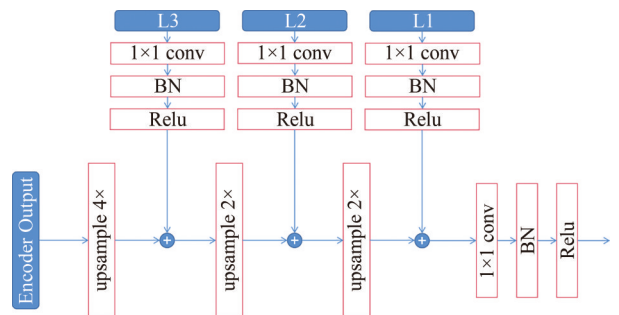 L3
L2
L1
1×1 conv
1×1 conv
1×1 conv
BN
BN
BN
Relu
Relu
Relu
Encoder Output
upsample 4×
upsample 2×
upsample 2×
1×1 conv
BN
Relu
+
+
+